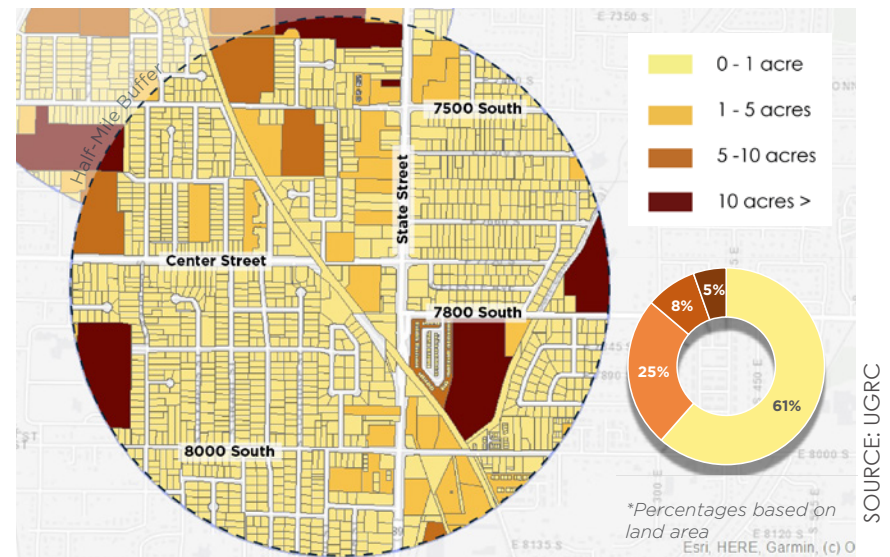 E 7350 S
0 - 1 acre
1 - 5 acres
5 -10 acres
10 acres >
Half-Mile Buffer
7500 South
State Street
Center Street
7800 South
8000 South
5%
8%
25%
61%
SOURCE: UGRC
*Percentages based on
land area
E 8000 S
E 8120 S
E 8135 S
Esri, HERE, Garmin, (c) O